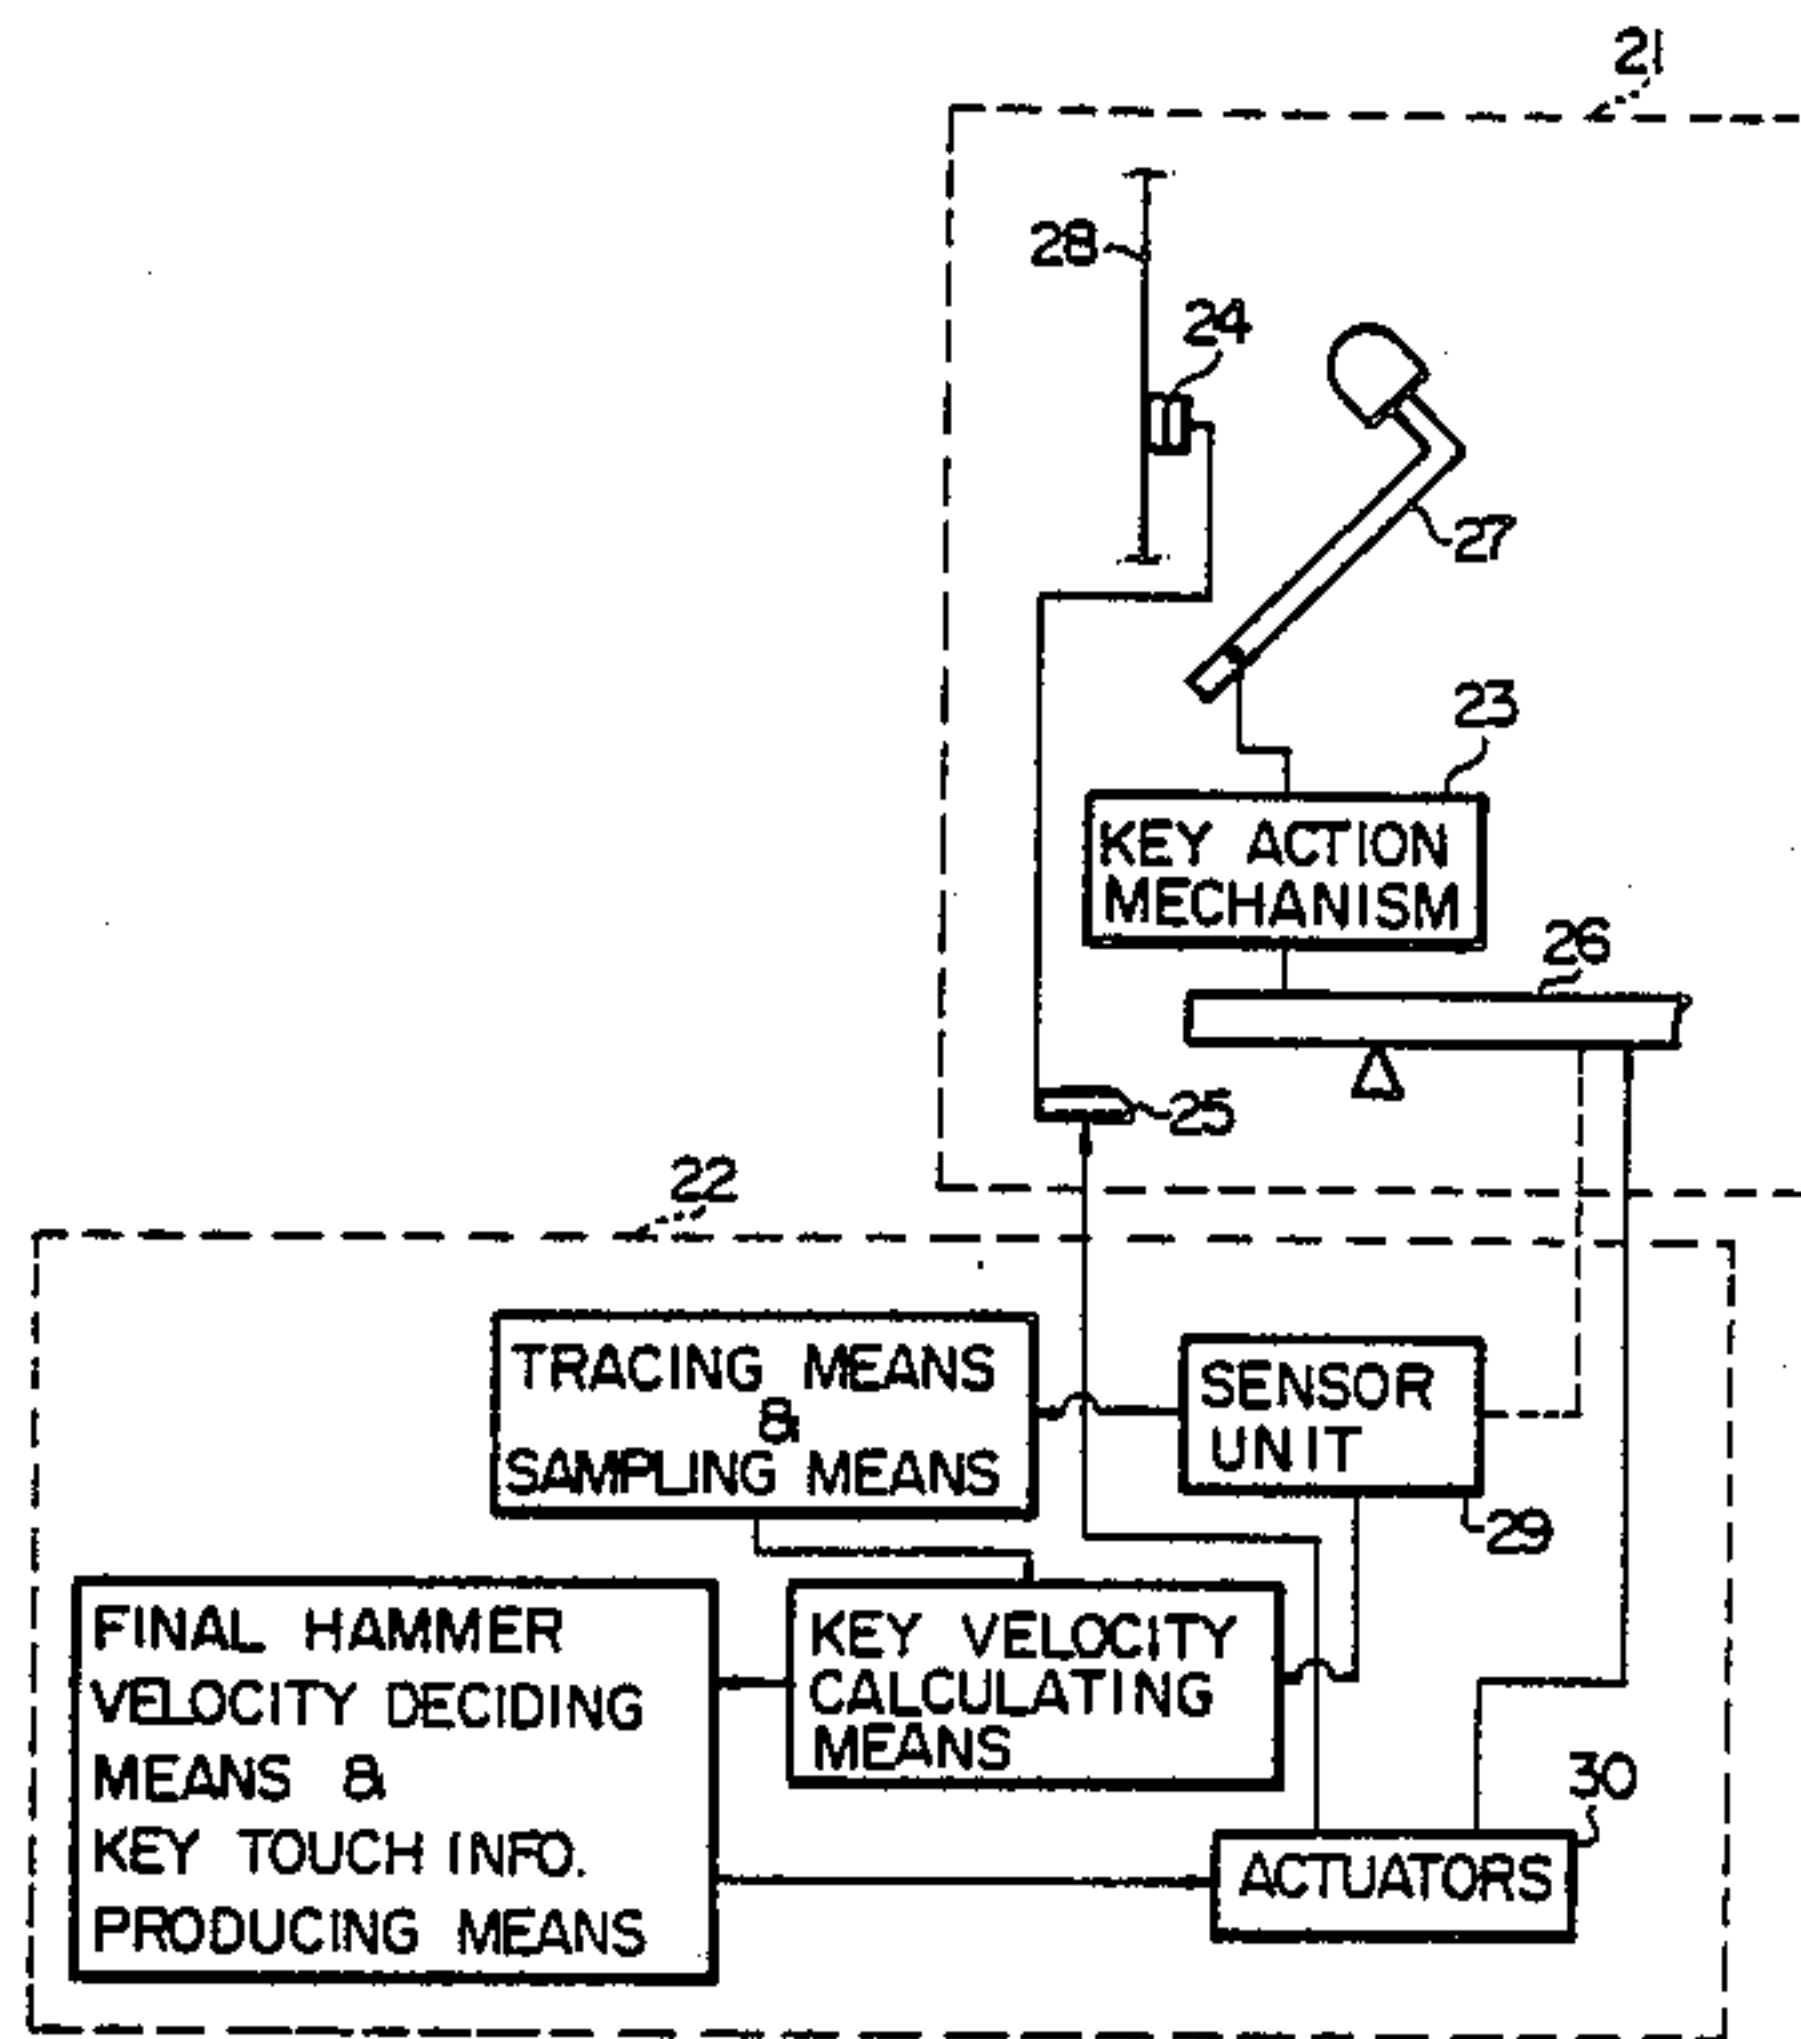 21
28
24
27
23
KEY ACTION
MECHANISM
26
25
22
TRACING MEANS
&
SAMPLING MEANS
SENSOR
UNIT
29
FINAL HAMMER
VELOCITY DECIDING
MEANS &
KEY TOUCH INFO.
PRODUCING MEANS
KEY VELOCITY
CALCULATING
MEANS
30
ACTUATORS